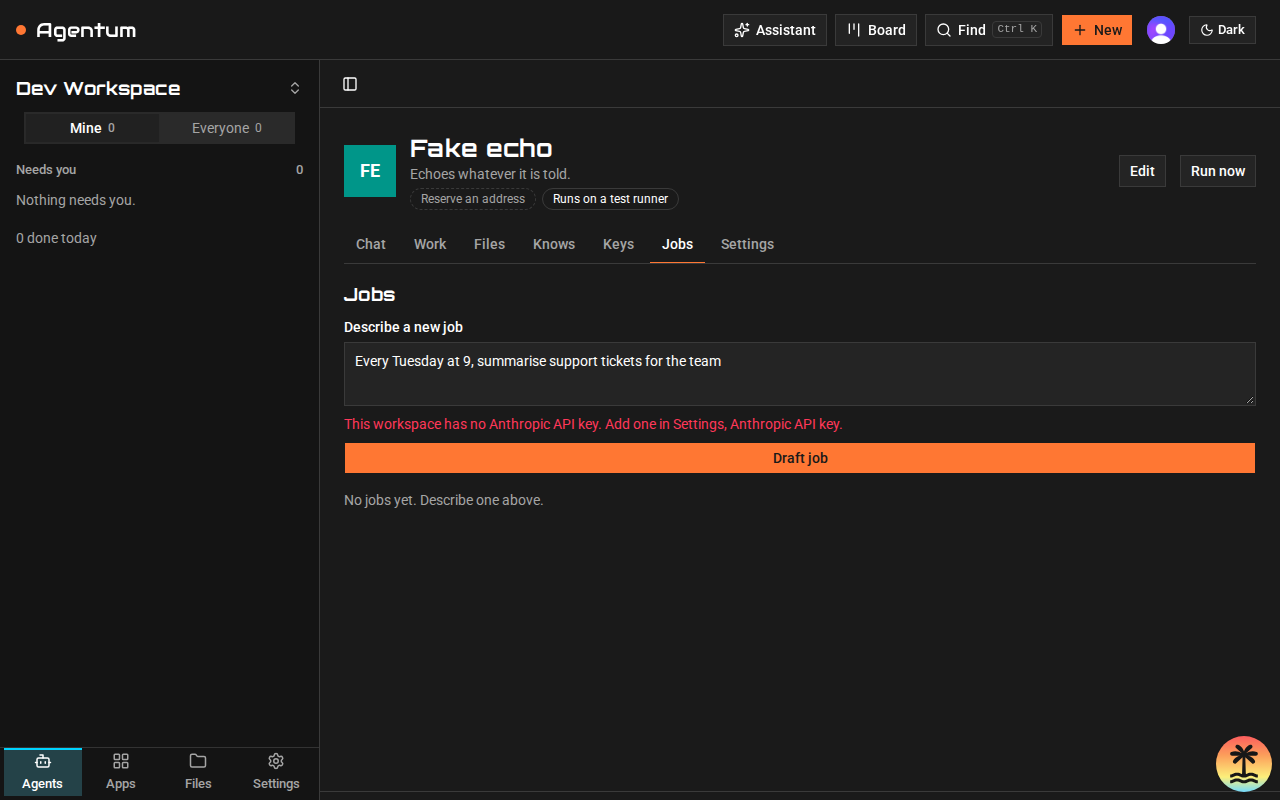 Agentum
Assistant
Board
Find Ctrl K
New
Dark
Dev Workspace
Mine 0
Everyone 0
Needs you 0
Nothing needs you.
0 done today
FE
Fake echo
Echoes whatever it is told.
Reserve an address
Runs on a test runner
Edit
Run now
Chat
Work
Files
Knows
Keys
Jobs
Settings
Jobs
Describe a new job
Every Tuesday at 9, summarise support tickets for the team
This workspace has no Anthropic API key. Add one in Settings, Anthropic API key.
Draft job
No jobs yet. Describe one above.
Agents
Apps
Files
Settings